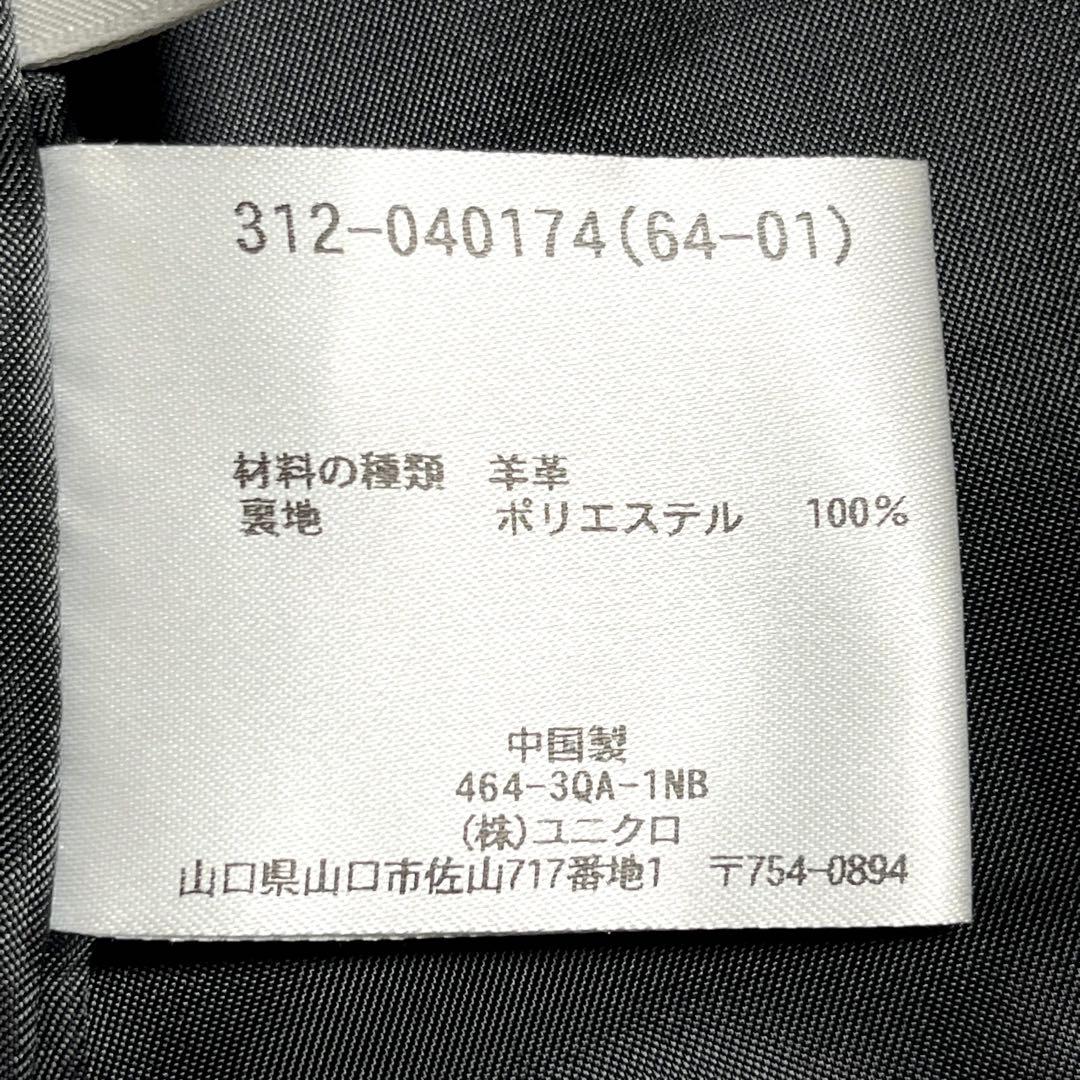 312-040174(64-01)
材料の種類 羊革
裏地 ポリエステル 100%
中国製
464-3QA-1NB
(株)ユニクロ
山口県山口市佐山717番地1 〒754-0894